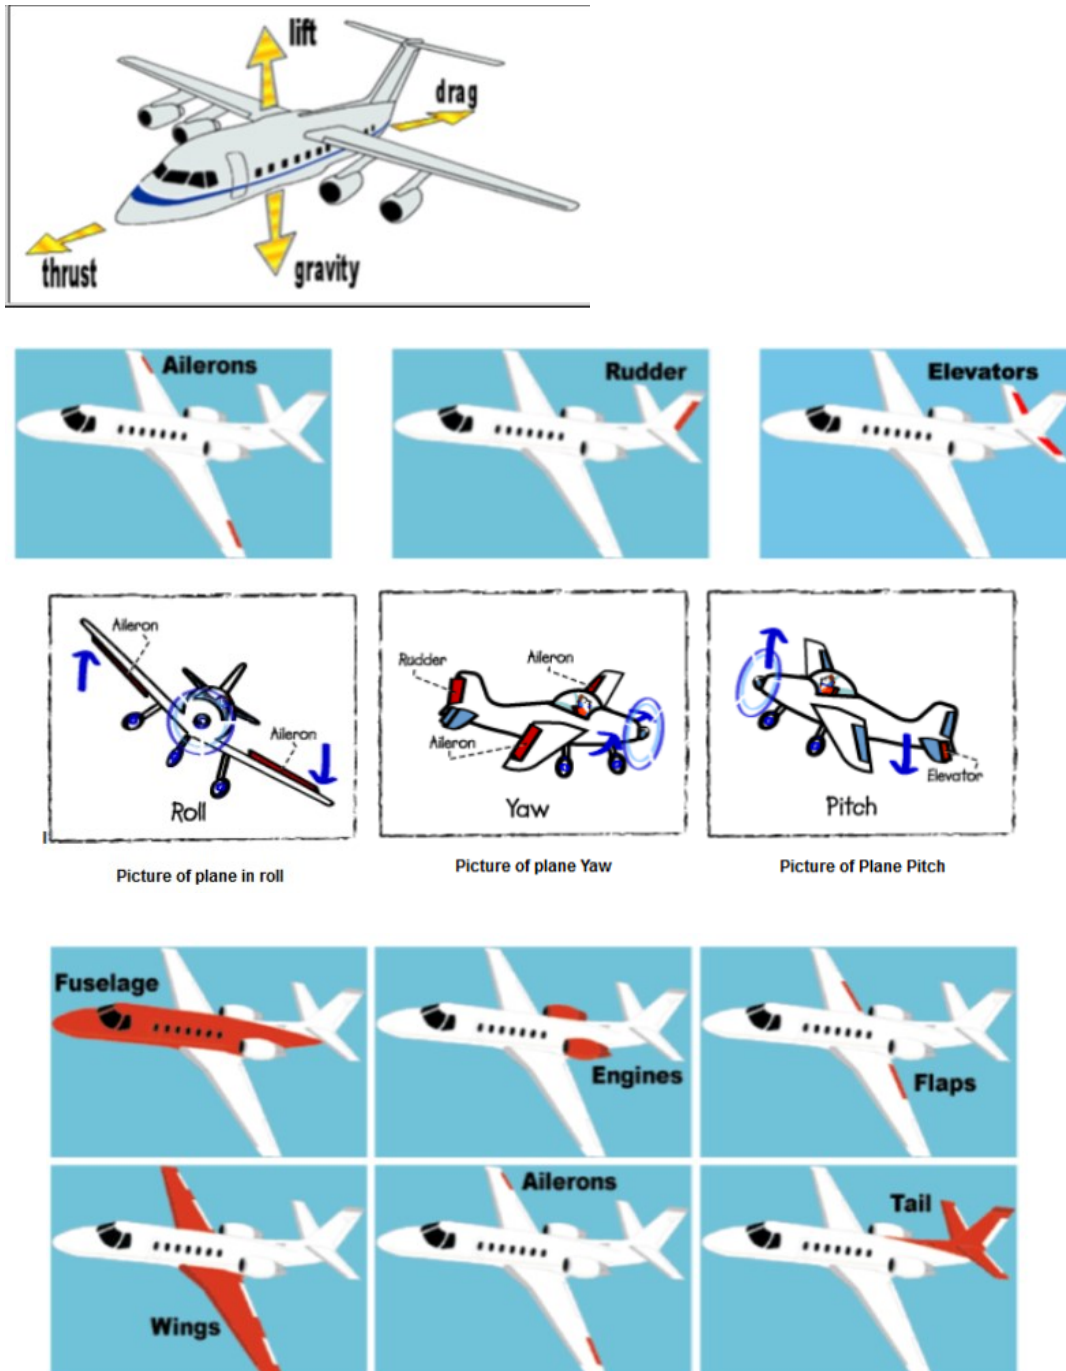 lift
drag
thrust
gravity
Ailerons
Rudder
Elevators
Aileron
Aileron
Roll
Rudder
Aileron
Aileron
Yaw
Elevator
Pitch
Picture of plane in roll
Picture of plane Yaw
Picture of Plane Pitch
Fuselage
Engines
Flaps
Wings
Ailerons
Tail